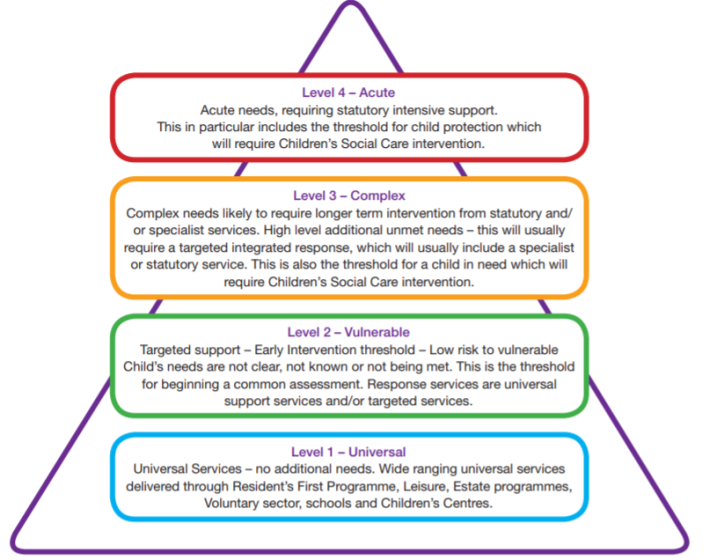 Level 4 – Acute
Acute needs, requiring statutory intensive support.
This in particular includes the threshold for child protection which
will require Children's Social Care intervention.
Level 3 – Complex
Complex needs likely to require longer term intervention from statutory and/
or specialist services. High level additional unmet needs – this will usually
require a targeted integrated response, which will usually include a specialist
or statutory service. This is also the threshold for a child in need which will
require Children's Social Care intervention.
Level 2 – Vulnerable
Targeted support – Early Intervention threshold – Low risk to vulnerable
Child's needs are not clear, not known or not being met. This is the threshold
for beginning a common assessment. Response services are universal
support services and/or targeted services.
Level 1 – Universal
Universal Services – no additional needs. Wide ranging universal services
delivered through Resident's First Programme, Leisure, Estate programmes,
Voluntary sector, schools and Children's Centres.